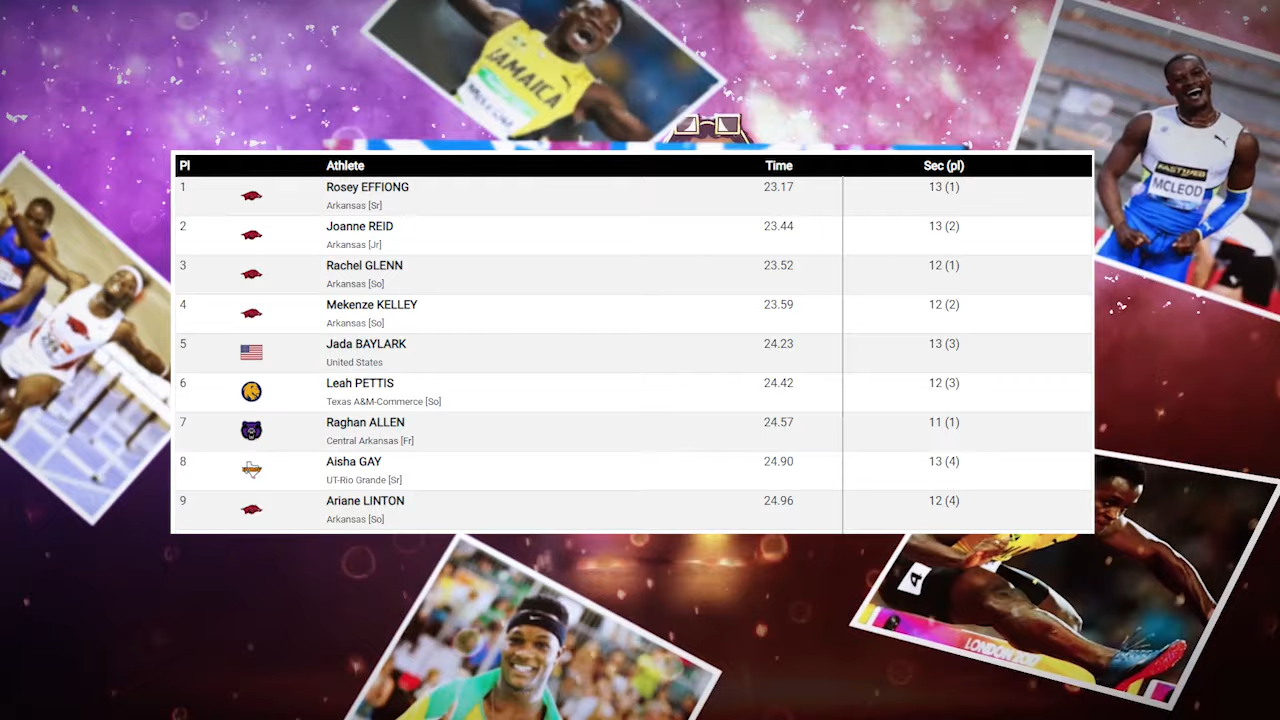 JAMAICA
FASTWEB
MCLEOD
Pl Athlete Time Sec (pl)
1 Rosey EFFIONG 23.17 13 (1)
Arkansas [Sr]
2 Joanne REID 23.44 13 (2)
Arkansas [Jr]
3 Rachel GLENN 23.52 12 (1)
Arkansas [So]
4 Mekenze KELLEY 23.59 12 (2)
Arkansas [So]
5 Jada BAYLARK 24.23 13 (3)
United States
6 Leah PETTIS 24.42 12 (3)
Texas A&M-Commerce [So]
7 Raghan ALLEN 24.57 11 (1)
Central Arkansas [Fr]
8 Aisha GAY 24.90 13 (4)
UT-Rio Grande [Sr]
9 Ariane LINTON 24.96 12 (4)
Arkansas [So]
4
LONDON 2017